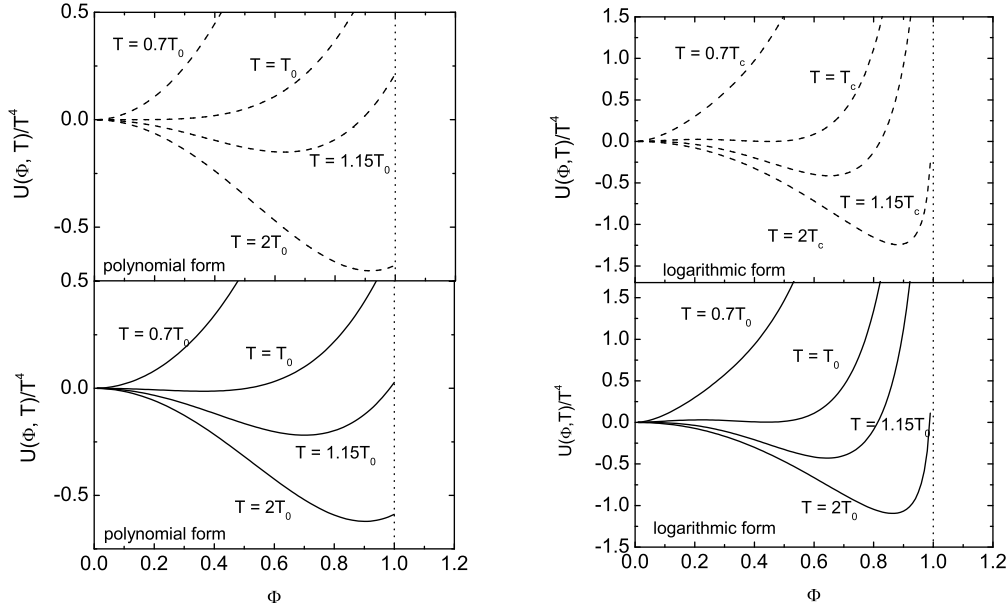 0.5
0.0
-0.5
U(Φ, T)/T⁴
T = 0.7T₀
T = T₀
T = 1.15T₀
T = 2T₀
polynomial form
0.5
0.0
-0.5
U(Φ, T)/T⁴
T = 0.7T₀
T = T₀
T = 1.15T₀
T = 2T₀
polynomial form
0.0 0.2 0.4 0.6 0.8 1.0 1.2
Φ
1.5
1.0
0.5
0.0
-0.5
-1.0
-1.5
U(Φ,T)/T⁴
T = 0.7T_c
T = T_c
T = 1.15T_c
T = 2T_c
logarithmic form
1.5
1.0
0.5
0.0
-0.5
-1.0
-1.5
U(Φ,T)/T⁴
T = 0.7T₀
T = T₀
T = 1.15T₀
T = 2T₀
logarithmic form
0.0 0.2 0.4 0.6 0.8 1.0 1.2
Φ